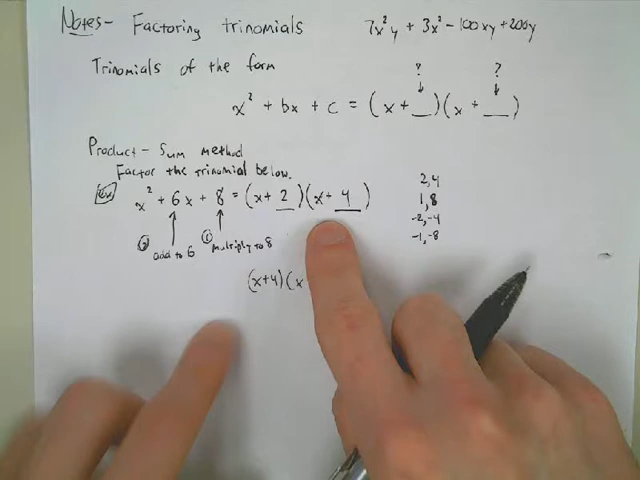 Notes - Factoring trinomials
7x²y + 3x² - 100xy + 200y
Trinomials of the form
? ?
x² + bx + c = (x + __)(x + __)
Product - Sum method
Factor the trinomial below.
Ex x² + 6x + 8 = (x + 2)(x + 4)
② add to 6
① multiply to 8
2, 4
1, 8
-2, -4
-1, -8
(x+4)(x